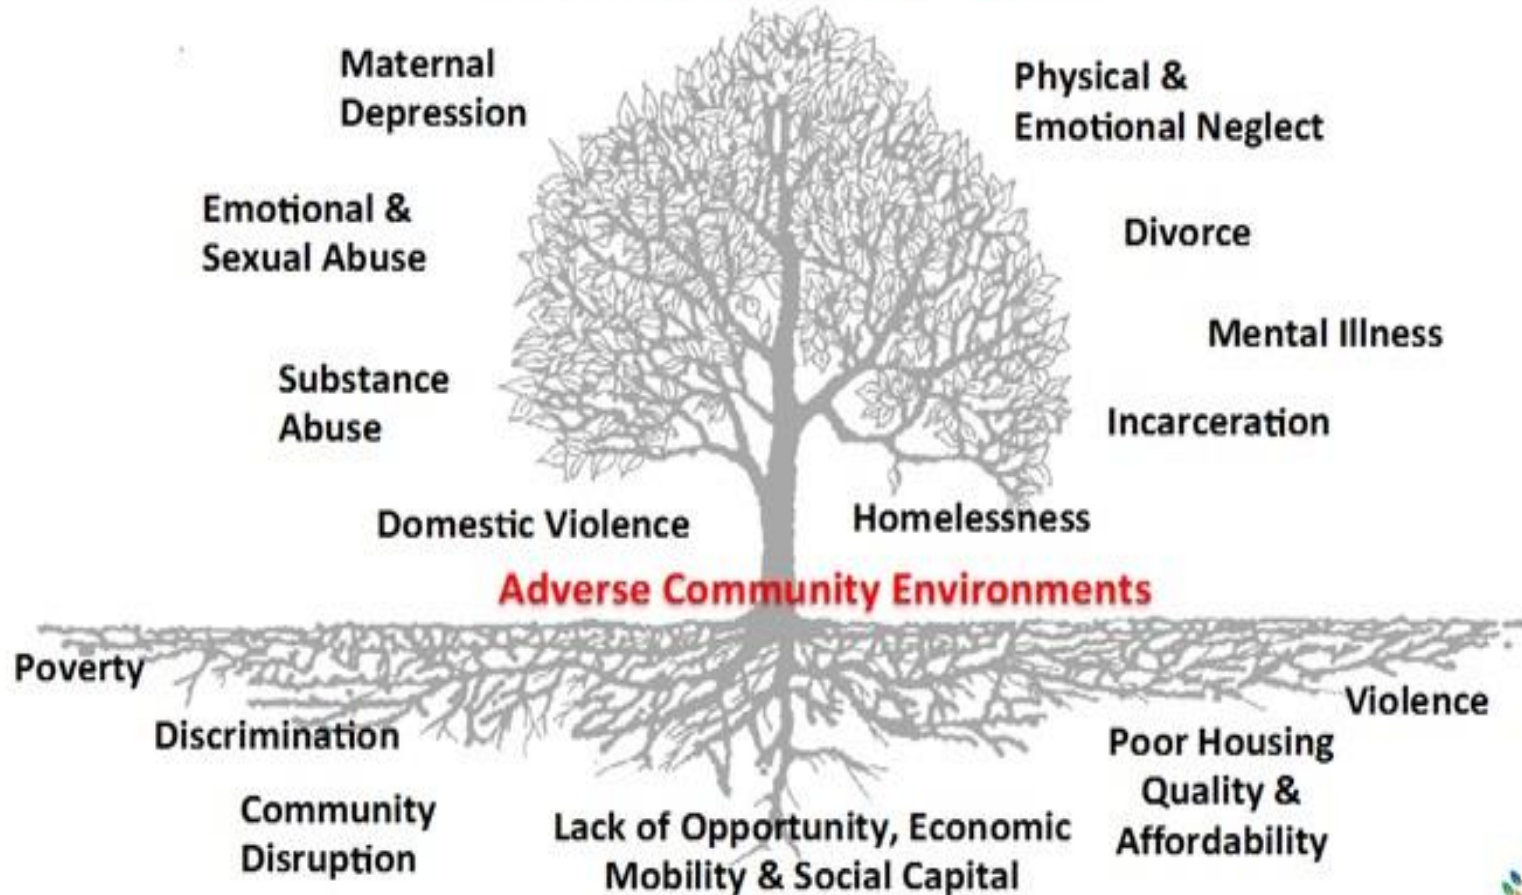 Maternal
Depression
Physical &
Emotional Neglect
Emotional &
Sexual Abuse
Divorce
Mental Illness
Substance
Abuse
Incarceration
Domestic Violence
Homelessness
Adverse Community Environments
Poverty
Violence
Discrimination
Poor Housing
Quality &
Affordability
Community
Disruption
Lack of Opportunity, Economic
Mobility & Social Capital